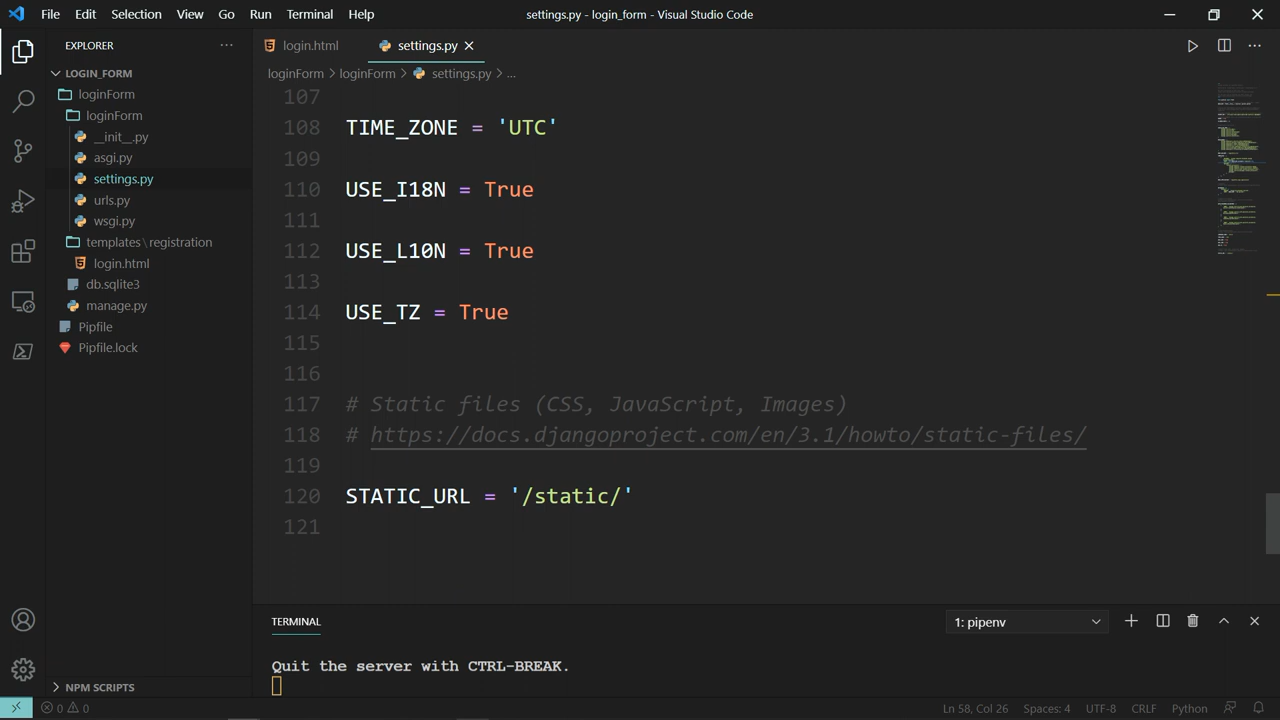 File Edit Selection View Go Run Terminal Help
settings.py - login_form - Visual Studio Code
EXPLORER
LOGIN_FORM
loginForm
loginForm
__init__.py
asgi.py
settings.py
urls.py
wsgi.py
templates\registration
login.html
db.sqlite3
manage.py
Pipfile
Pipfile.lock
NPM SCRIPTS
login.html
settings.py
loginForm > loginForm > settings.py > ...
107
108 TIME_ZONE = 'UTC'
109
110 USE_I18N = True
111
112 USE_L10N = True
113
114 USE_TZ = True
115
116
117 # Static files (CSS, JavaScript, Images)
118 # https://docs.djangoproject.com/en/3.1/howto/static-files/
119
120 STATIC_URL = '/static/'
121
TERMINAL
1: pipenv
Quit the server with CTRL-BREAK.
0 0
Ln 58, Col 26 Spaces: 4 UTF-8 CRLF Python